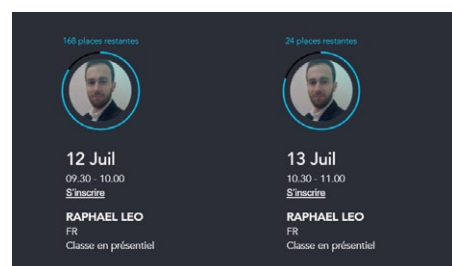 168 places restantes
12 Juil
09.30 - 10.00
S'inscrire
RAPHAEL LEO
FR
Classe en présentiel
24 places restantes
13 Juil
10.30 - 11.00
S'inscrire
RAPHAEL LEO
FR
Classe en présentiel